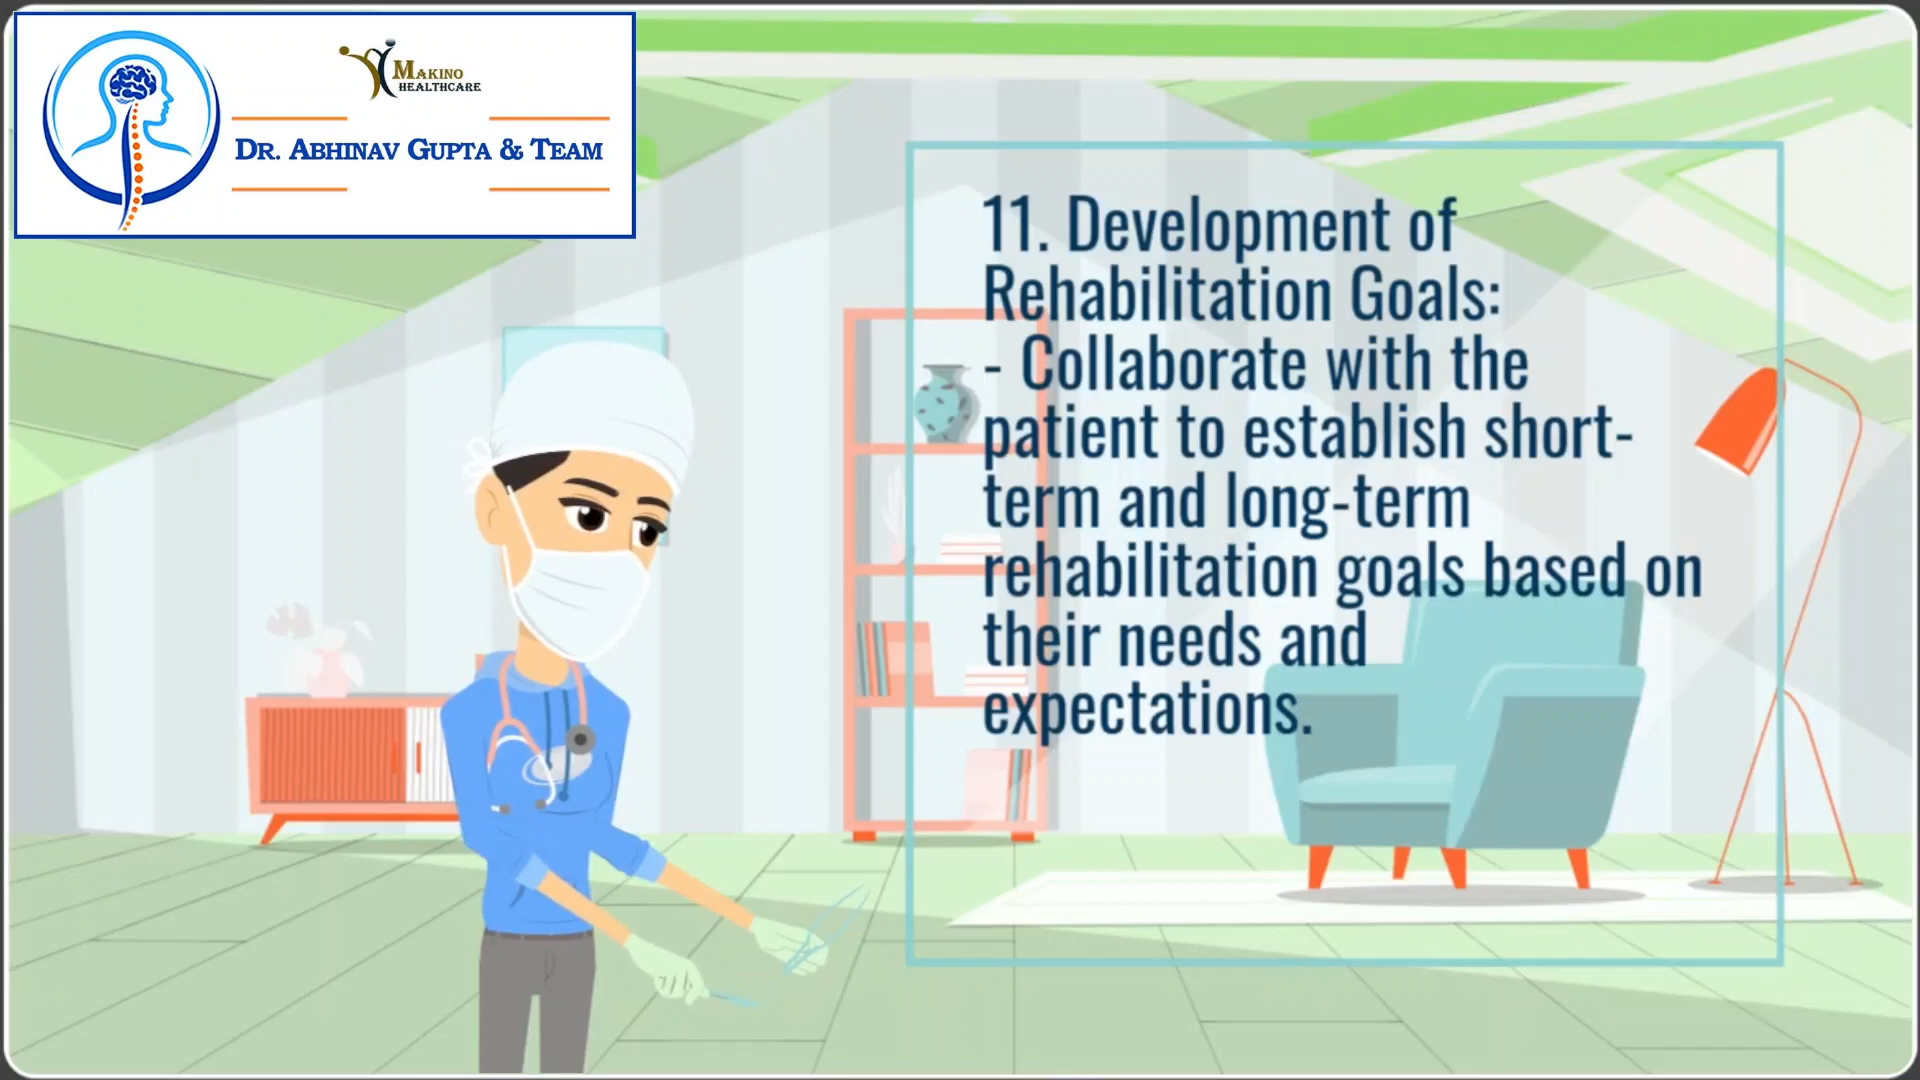 MAKINO
HEALTHCARE
DR. ABHINAV GUPTA & TEAM
11. Development of
Rehabilitation Goals:
- Collaborate with the
patient to establish short-
term and long-term
rehabilitation goals based on
their needs and
expectations.